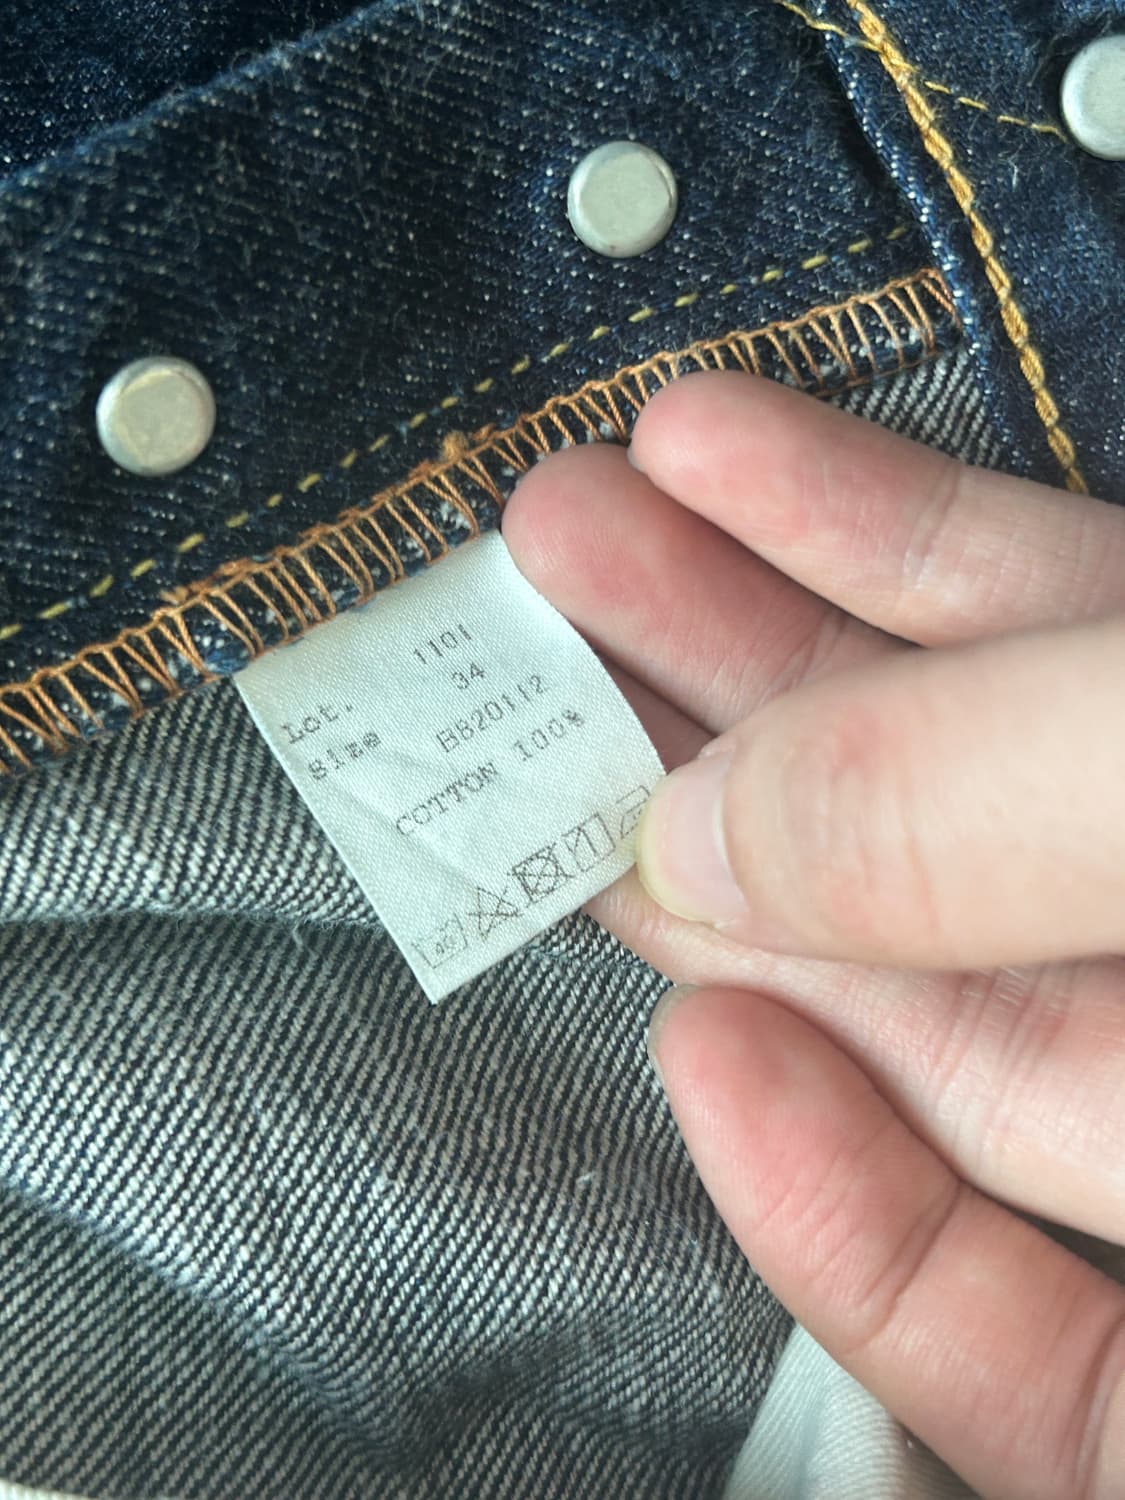 Lot. 1101
Size 34
BB20112
COTTON 100%